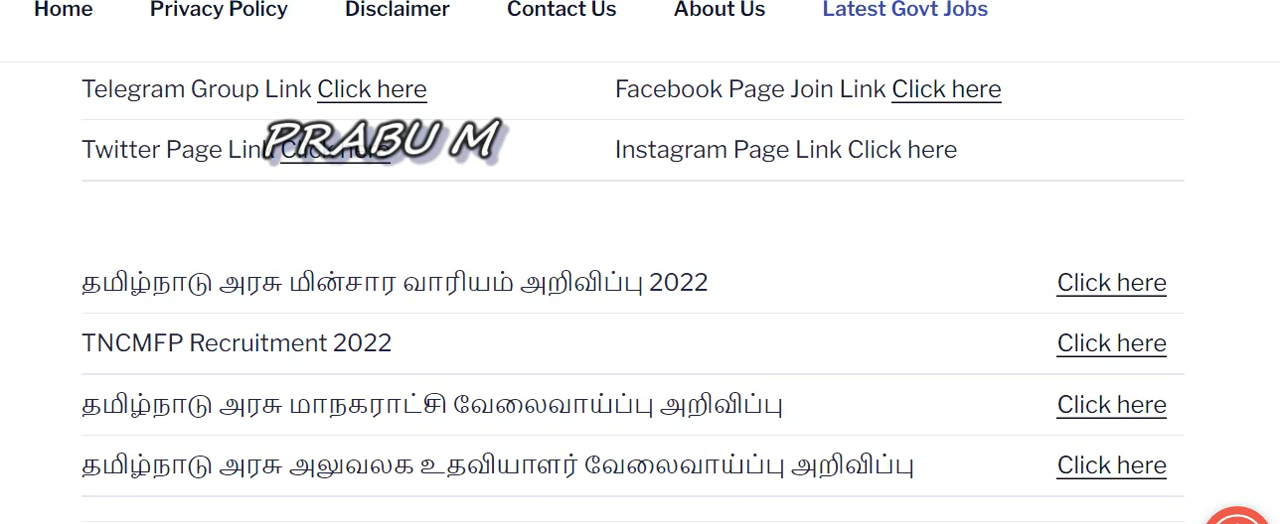 Home Privacy Policy Disclaimer Contact Us About Us Latest Govt Jobs
Telegram Group Link Click here Facebook Page Join Link Click here
Twitter Page Link Click here Instagram Page Link Click here
PRABU M
தமிழ்நாடு அரசு மின்சார வாரியம் அறிவிப்பு 2022 Click here
TNCMFP Recruitment 2022 Click here
தமிழ்நாடு அரசு மாநகராட்சி வேலைவாய்ப்பு அறிவிப்பு Click here
தமிழ்நாடு அரசு அலுவலக உதவியாளர் வேலைவாய்ப்பு அறிவிப்பு Click here